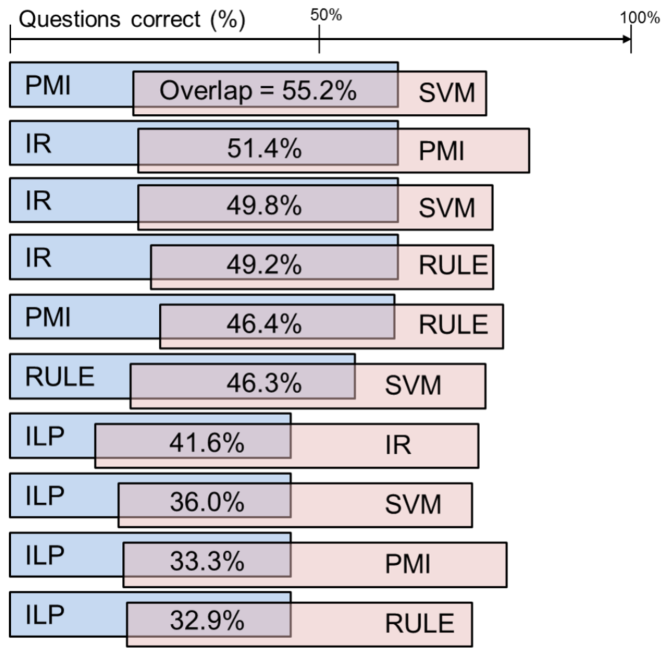 Questions correct (%) 50% 100%
PMI Overlap = 55.2% SVM
IR 51.4% PMI
IR 49.8% SVM
IR 49.2% RULE
PMI 46.4% RULE
RULE 46.3% SVM
ILP 41.6% IR
ILP 36.0% SVM
ILP 33.3% PMI
ILP 32.9% RULE